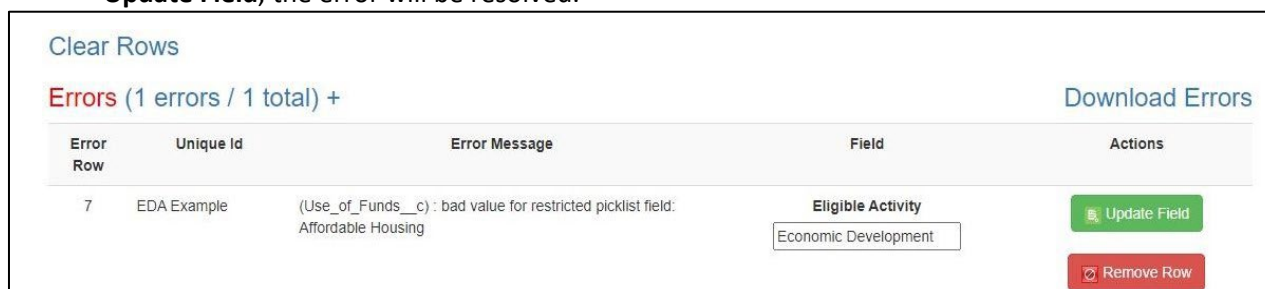 Update Field, the error will be resolved.
Clear Rows
Errors (1 errors / 1 total) +
Download Errors
Error Row
Unique Id
Error Message
Field
Actions
7
EDA Example
(Use_of_Funds__c) : bad value for restricted picklist field:
Affordable Housing
Eligible Activity
Economic Development
Update Field
Remove Row